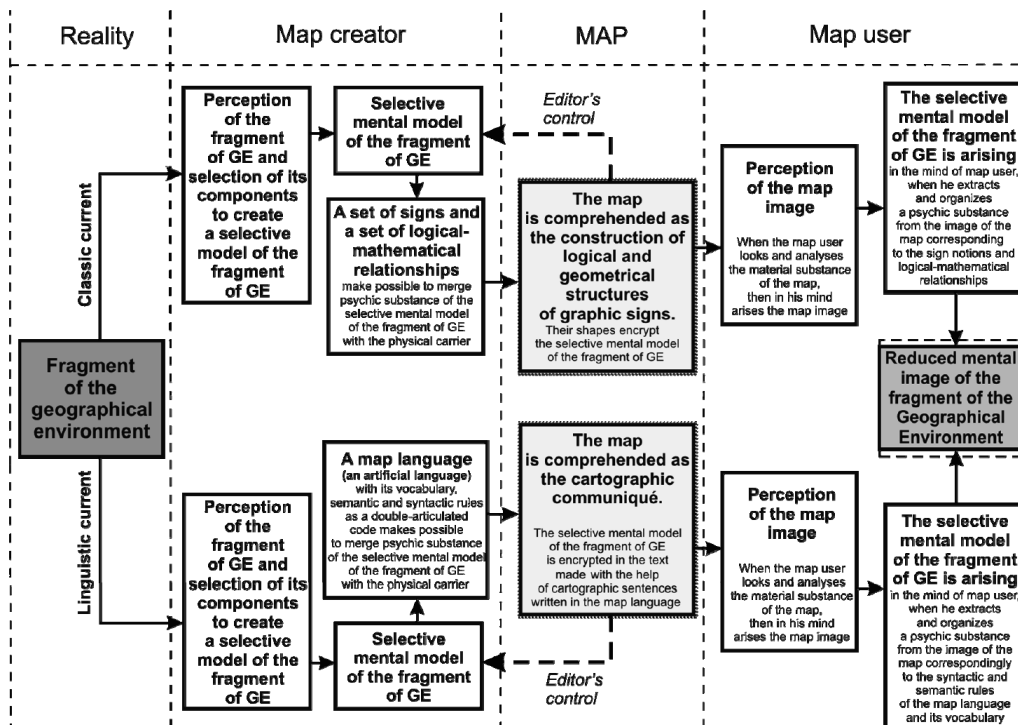 Reality
Map creator
MAP
Map user
Classic current
Linguistic current
Fragment
of the
geographical
environment
Perception
of the
fragment
of GE and
selection of its
components
to create
a selective
model of the
fragment
of GE
Selective
mental model
of the fragment
of GE
A set of signs and
a set of logical-
mathematical
relationships
make possible to merge
psychic substance of the
selective mental model
of the fragment of GE
with the physical carrier
Editor's
control
The map
is comprehended as
the construction of
logical and
geometrical
structures
of graphic signs.
Their shapes encrypt
the selective mental model
of the fragment of GE
Perception
of the map
image
When the map user
looks and analyses
the material substance
of the map,
then in his mind
arises the map image
The selective
mental model
of the fragment
of GE is arising
in the mind of map user,
when he extracts
and organizes
a psychic substance
from the image of the
map corresponding
to the sign notions and
logical-mathematical
relationships
Reduced mental
image of the
fragment of the
Geographical
Environment
Perception
of the
fragment
of GE and
selection of its
components
to create
a selective
model of the
fragment
of GE
A map language
(an artificial language)
with its vocabulary,
semantic and syntactic rules
as a double-articulated
code makes possible
to merge psychic substance
of the selective mental model
of the fragment of GE
with the physical carrier
Selective
mental model
of the fragment
of GE
The map
is comprehended as
the cartographic
communiqué.
The selective mental model
of the fragment of GE
is encrypted in the text
made with the help
of cartographic sentences
written in the map language
Editor's
control
Perception
of the map
image
When the map user
looks and analyses
the material substance
of the map,
then in his mind
arises the map image
The selective
mental model
of the fragment
of GE is arising
in the mind of map user,
when he extracts
and organizes
a psychic substance
from the image of the
map correspondingly
to the syntactic and
semantic rules
of the map language
and its vocabulary